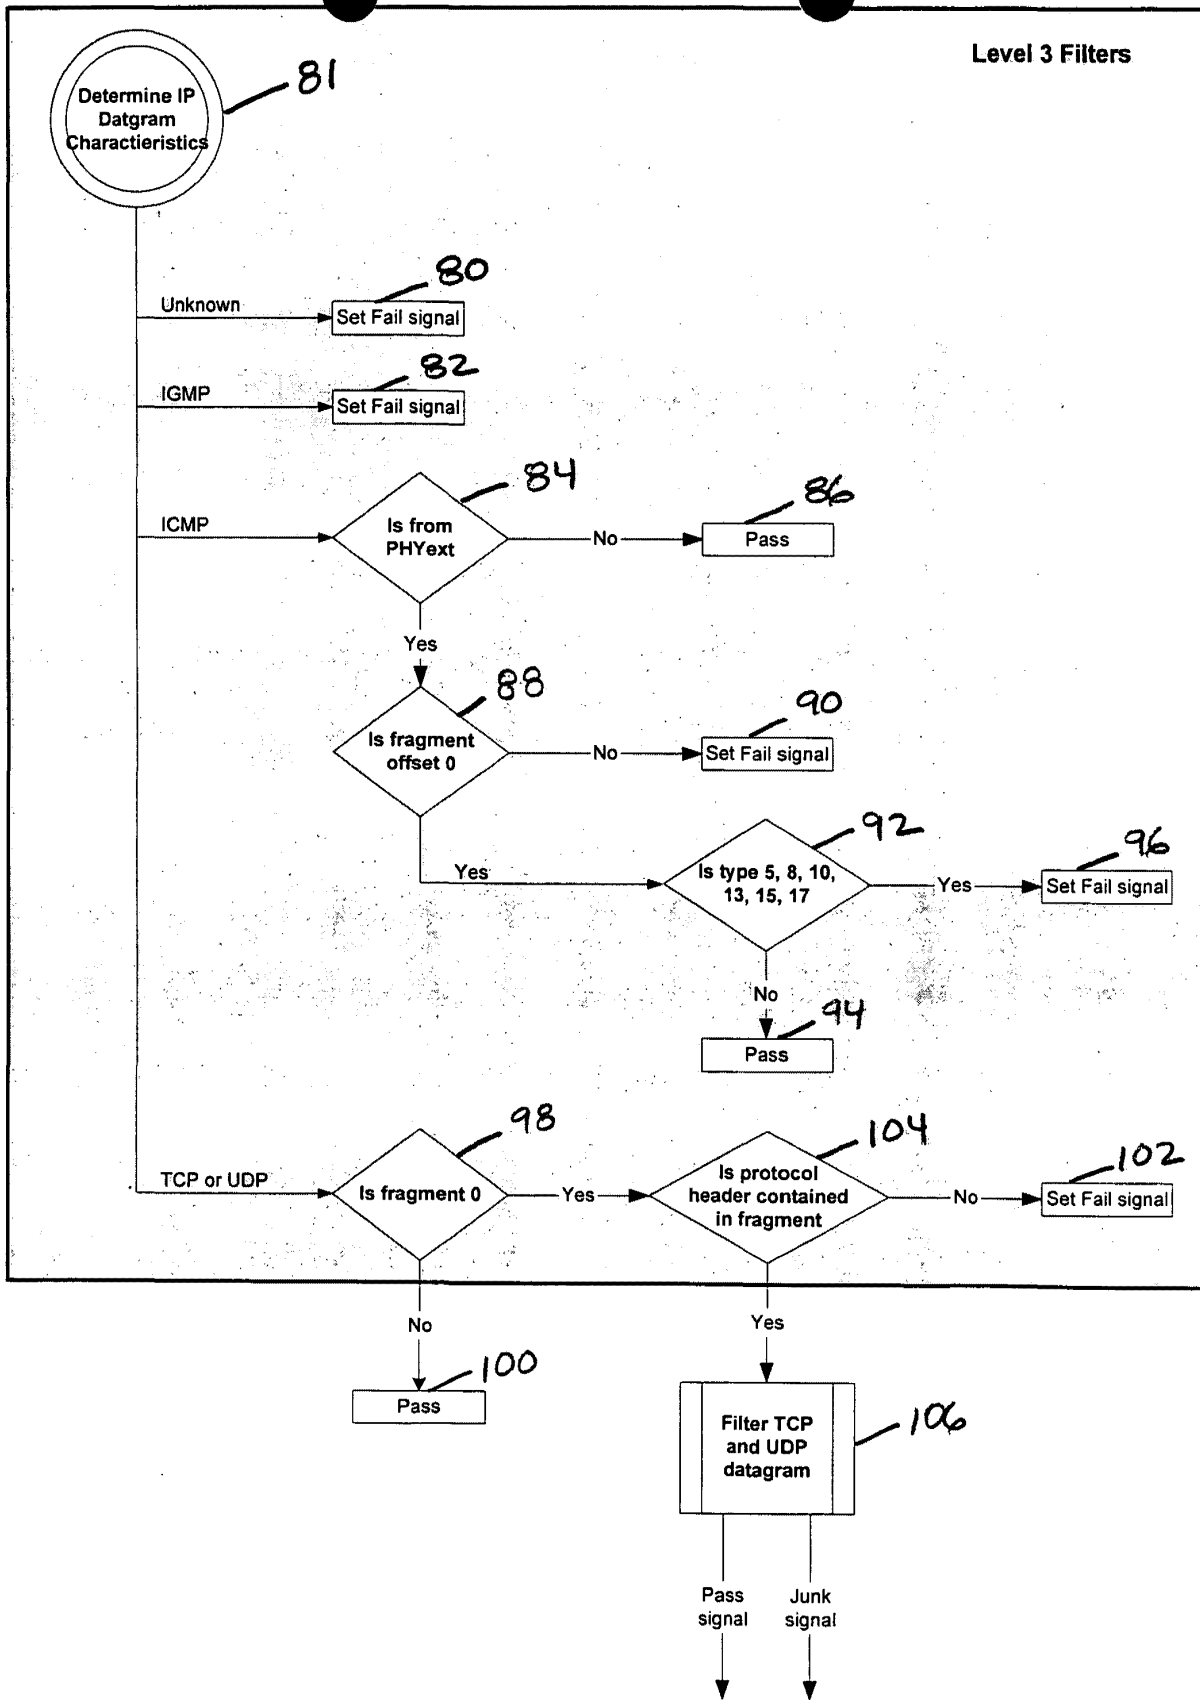 Level 3 Filters
81
Determine IP
Datgram
Charactieristics
80
Unknown
Set Fail signal
82
IGMP
Set Fail signal
84
86
ICMP
Is from
PHYext
No
Pass
Yes
88
90
Is fragment
offset 0
No
Set Fail signal
92
96
Yes
Is type 5, 8, 10,
13, 15, 17
Yes
Set Fail signal
No
94
Pass
98
104
102
TCP or UDP
Is fragment 0
Yes
Is protocol
header contained
in fragment
No
Set Fail signal
No
Yes
100
Pass
106
Filter TCP
and UDP
datagram
Pass
signal
Junk
signal